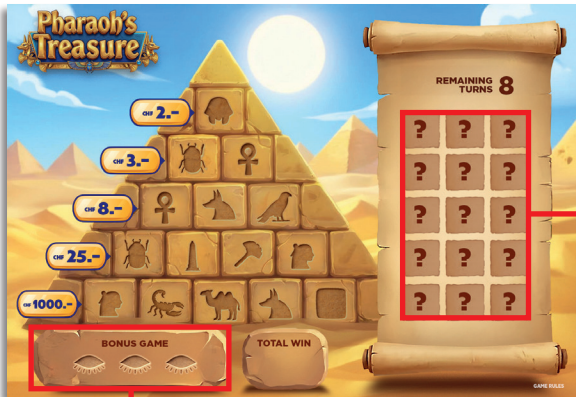 Pharaoh's
Treasure
REMAINING
TURNS 8
CHF 2.–
CHF 3.–
CHF 8.–
CHF 25.–
CHF 1000.–
? ? ?
? ? ?
? ? ?
? ? ?
? ? ?
BONUS GAME
TOTAL WIN
GAME RULES